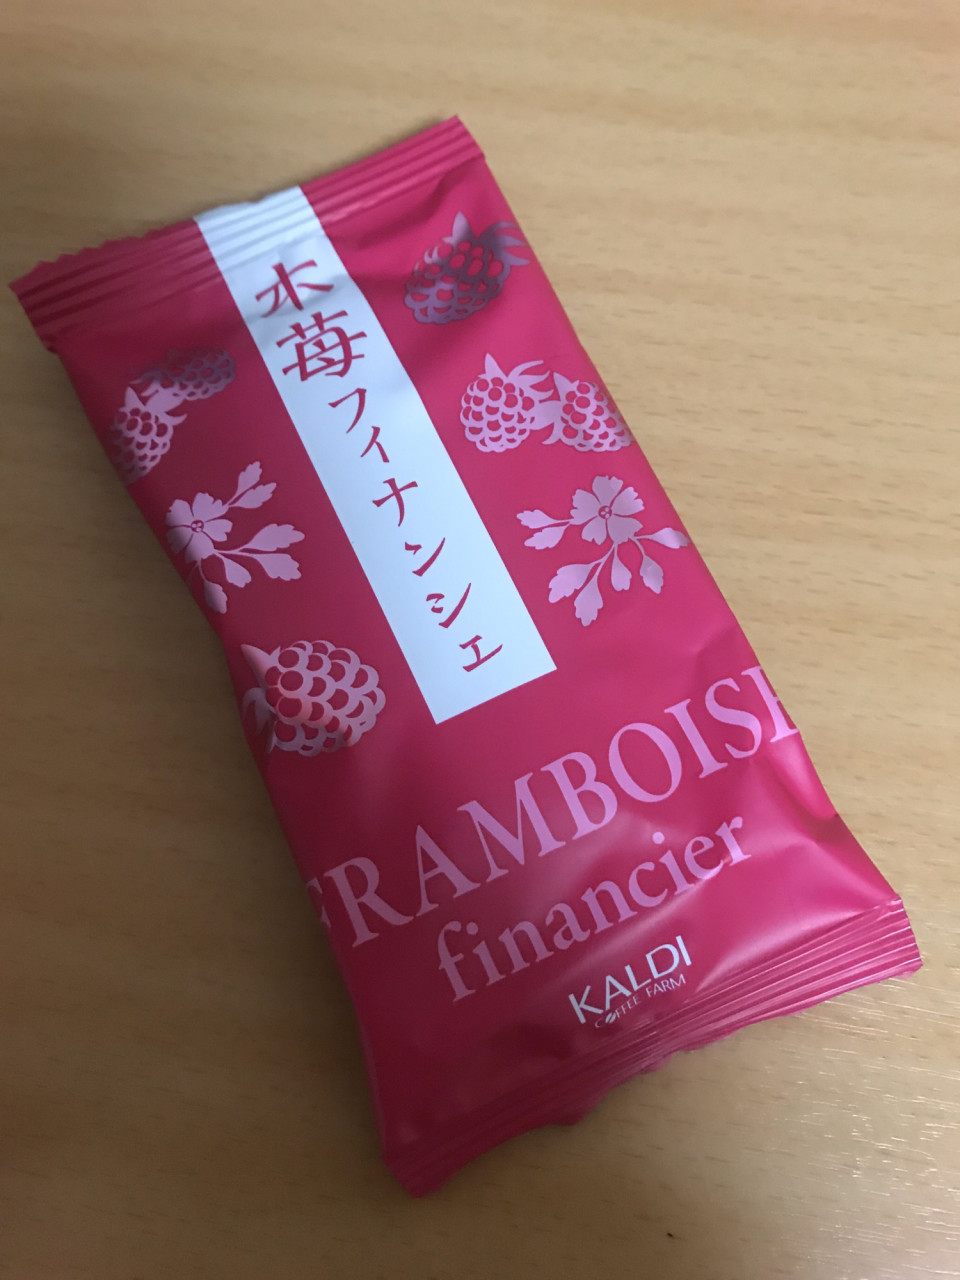 木苺フィナンシェ
FRAMBOISE
financier
KALDI
COFFEE FARM